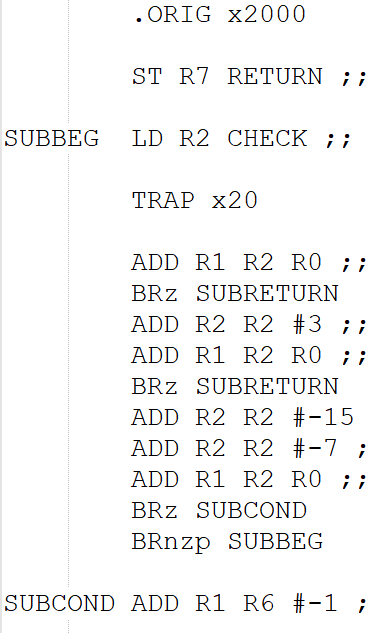 .ORIG x2000
ST R7 RETURN ;;
SUBBEG LD R2 CHECK ;;
TRAP x20
ADD R1 R2 R0 ;;
BRz SUBRETURN
ADD R2 R2 #3 ;;
ADD R1 R2 R0 ;;
BRz SUBRETURN
ADD R2 R2 #-15
ADD R2 R2 #-7 ;
ADD R1 R2 R0 ;;
BRz SUBCOND
BRnzp SUBBEG
SUBCOND ADD R1 R6 #-1 ;